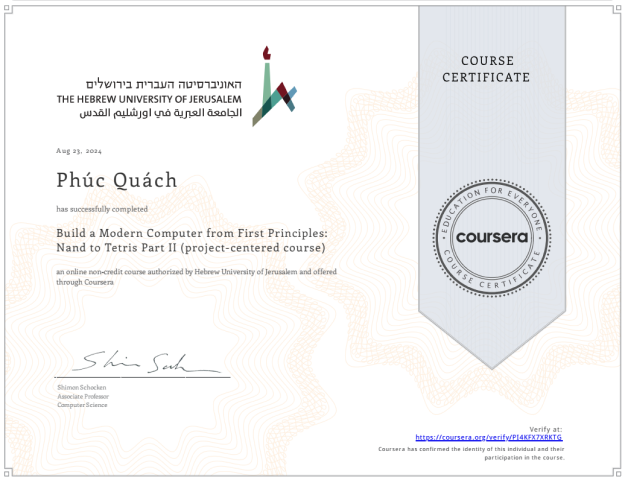 האוניברסיטה העברית בירושלים
THE HEBREW UNIVERSITY OF JERUSALEM
الجامعة العبرية في اورشليم القدس
COURSE
CERTIFICATE
Aug 23, 2024
Phúc Quách
has successfully completed
Build a Modern Computer from First Principles:
Nand to Tetris Part II (project-centered course)
an online non-credit course authorized by Hebrew University of Jerusalem and offered
through Coursera
EDUCATION FOR EVERYONE
coursera
COURSE CERTIFICATE
Shimon Schocken
Associate Professor
Computer Science
Verify at:
https://coursera.org/verify/PI4KFX7XRKTG
Coursera has confirmed the identity of this individual and their
participation in the course.